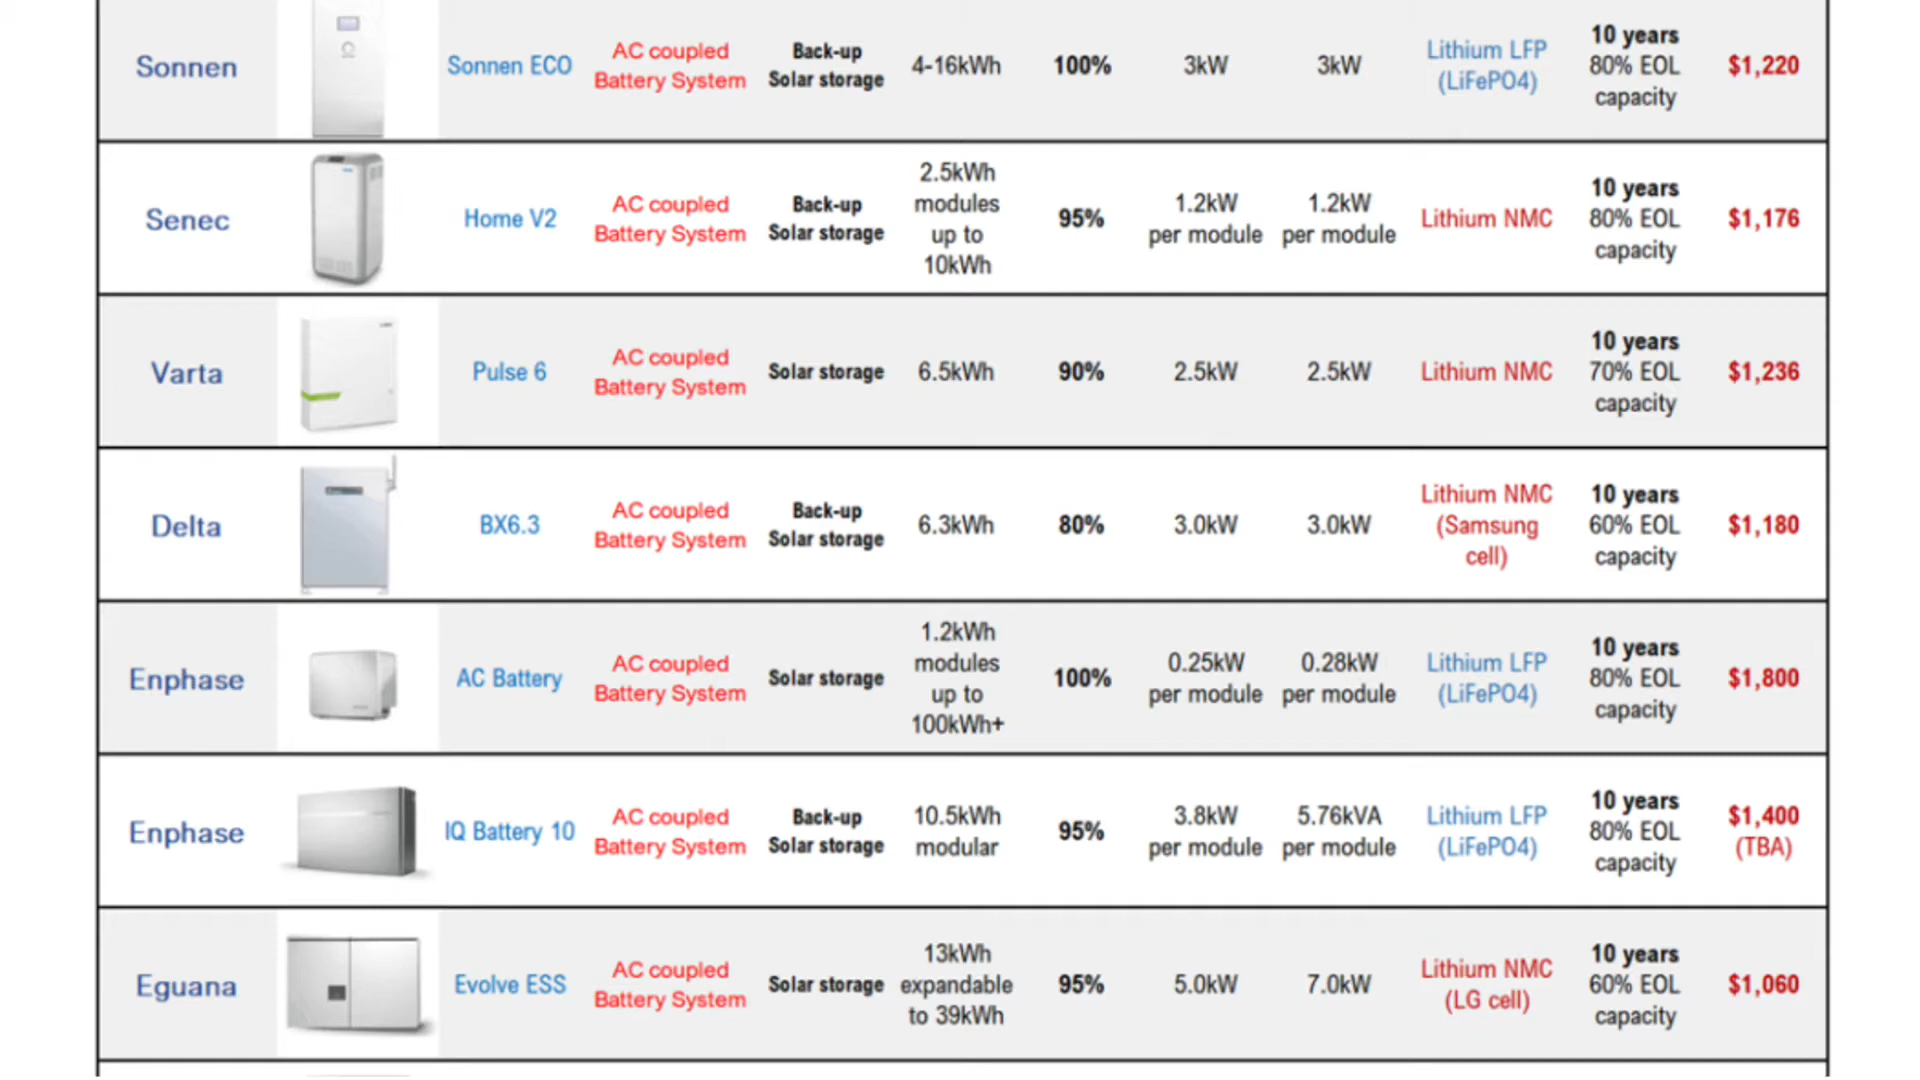 Sonnen
Sonnen ECO
AC coupled
Battery System
Back-up
Solar storage
4-16kWh
100%
3kW
3kW
Lithium LFP
(LiFePO4)
10 years
80% EOL
capacity
$1,220
Senec
Home V2
AC coupled
Battery System
Back-up
Solar storage
2.5kWh
modules
up to
10kWh
95%
1.2kW
per module
1.2kW
per module
Lithium NMC
10 years
80% EOL
capacity
$1,176
Varta
Pulse 6
AC coupled
Battery System
Solar storage
6.5kWh
90%
2.5kW
2.5kW
Lithium NMC
10 years
70% EOL
capacity
$1,236
Delta
BX6.3
AC coupled
Battery System
Back-up
Solar storage
6.3kWh
80%
3.0kW
3.0kW
Lithium NMC
(Samsung
cell)
10 years
60% EOL
capacity
$1,180
Enphase
AC Battery
AC coupled
Battery System
Solar storage
1.2kWh
modules
up to
100kWh+
100%
0.25kW
per module
0.28kW
per module
Lithium LFP
(LiFePO4)
10 years
80% EOL
capacity
$1,800
Enphase
IQ Battery 10
AC coupled
Battery System
Back-up
Solar storage
10.5kWh
modular
95%
3.8kW
per module
5.76kVA
per module
Lithium LFP
(LiFePO4)
10 years
80% EOL
capacity
$1,400
(TBA)
Eguana
Evolve ESS
AC coupled
Battery System
Solar storage
13kWh
expandable
to 39kWh
95%
5.0kW
7.0kW
Lithium NMC
(LG cell)
10 years
60% EOL
capacity
$1,060